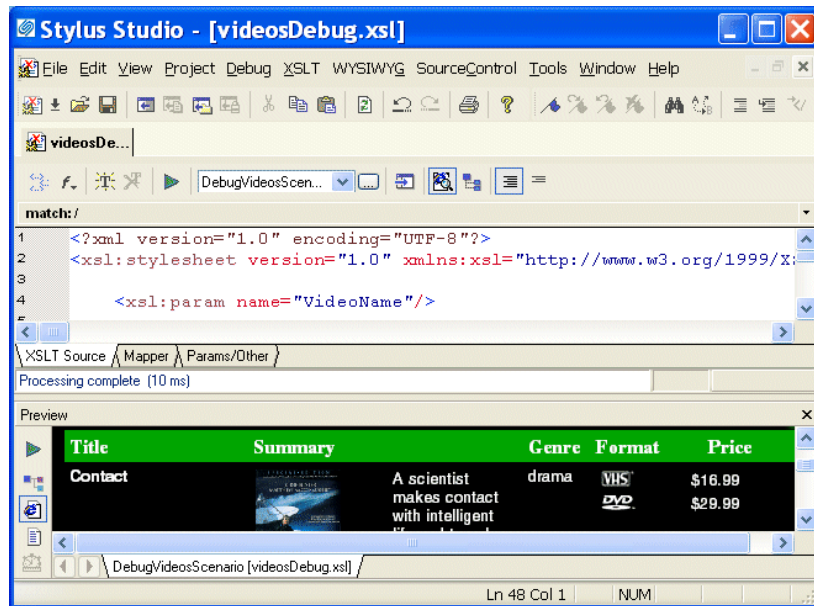 Stylus Studio - [videosDebug.xsl]
File Edit View Project Debug XSLT WYSIWYG SourceControl Tools Window Help
videosDe...
DebugVideosScen...
match:/
1 <?xml version="1.0" encoding="UTF-8"?>
2 <xsl:stylesheet version="1.0" xmlns:xsl="http://www.w3.org/1999/X
3
4 <xsl:param name="VideoName"/>
XSLT Source Mapper Params/Other
Processing complete (10 ms)
Preview
Title Summary Genre Format Price
Contact A scientist drama VHS $16.99
makes contact DVD $29.99
with intelligent
DebugVideosScenario [videosDebug.xsl]
Ln 48 Col 1 NUM